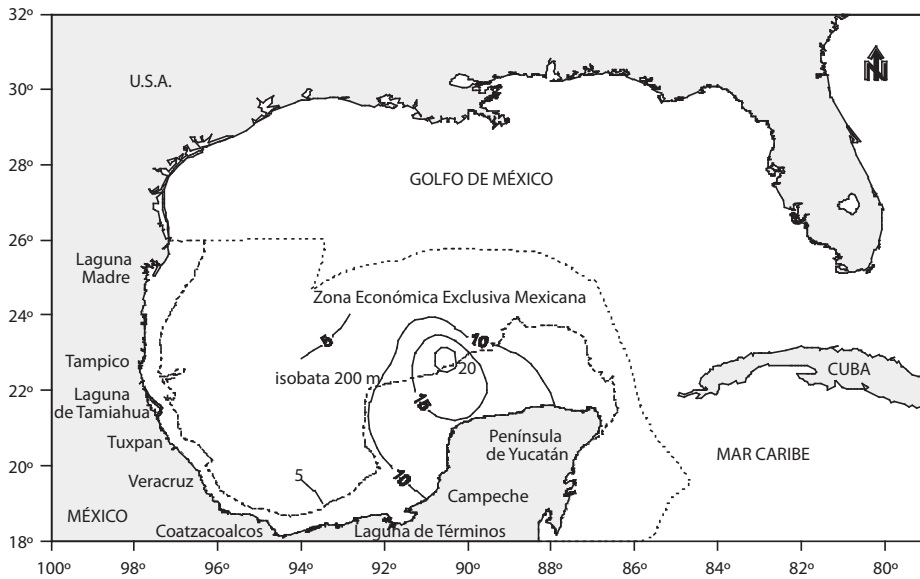 32º
30º
28º
26º
24º
22º
20º
18º
U.S.A.
N
GOLFO DE MÉXICO
Laguna
Madre
Zona Económica Exclusiva Mexicana
5
10
Tampico
isobata 200 m
20
CUBA
Laguna
de Tamiahua
15
Tuxpan
Península
de Yucatán
MAR CARIBE
Veracruz
5
10
Campeche
MÉXICO
Coatzacoalcos
Laguna de Términos
100º 98º 96º 94º 92º 90º 88º 86º 84º 82º 80º